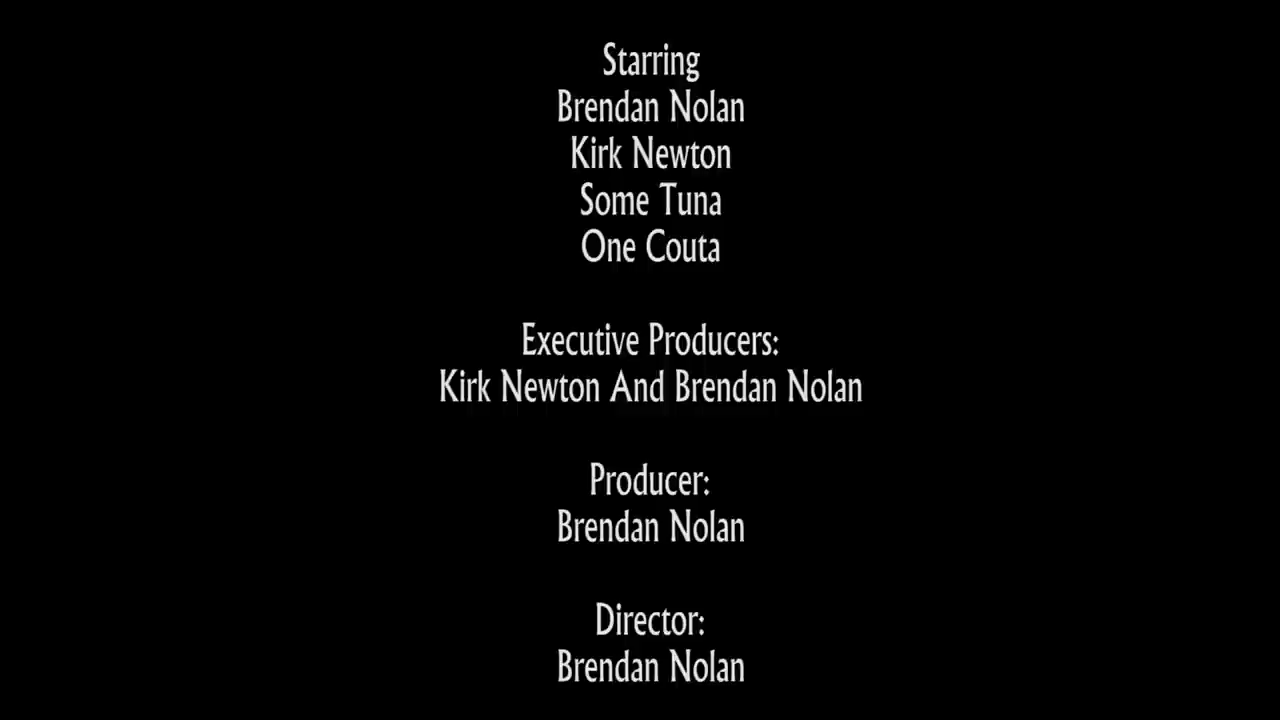 Starring
Brendan Nolan
Kirk Newton
Some Tuna
One Couta
Executive Producers:
Kirk Newton And Brendan Nolan
Producer:
Brendan Nolan
Director:
Brendan Nolan